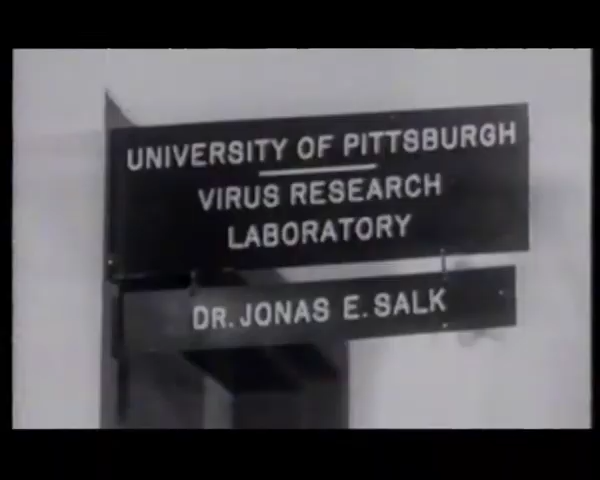 UNIVERSITY OF PITTSBURGH
VIRUS RESEARCH
LABORATORY
DR. JONAS E. SALK